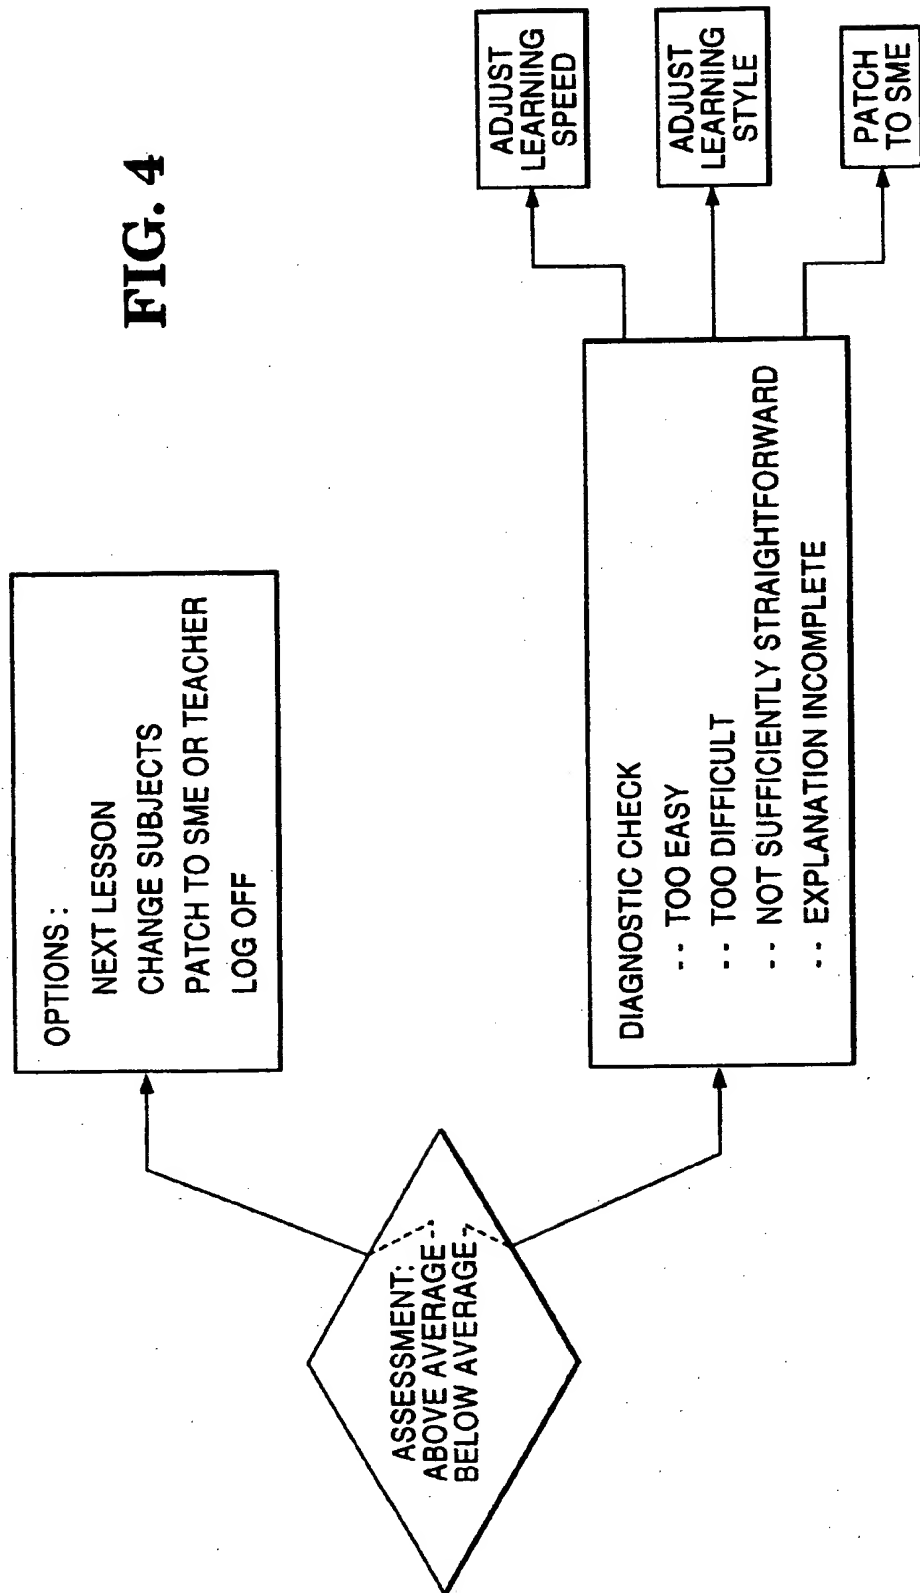 FIG. 4
ASSESSMENT:
ABOVE AVERAGE
BELOW AVERAGE
OPTIONS:
NEXT LESSON
CHANGE SUBJECTS
PATCH TO SME OR TEACHER
LOG OFF
DIAGNOSTIC CHECK
-- TOO EASY
-- TOO DIFFICULT
-- NOT SUFFICIENTLY STRAIGHTFORWARD
-- EXPLANATION INCOMPLETE
ADJUST
LEARNING
SPEED
ADJUST
LEARNING
STYLE
PATCH
TO SME